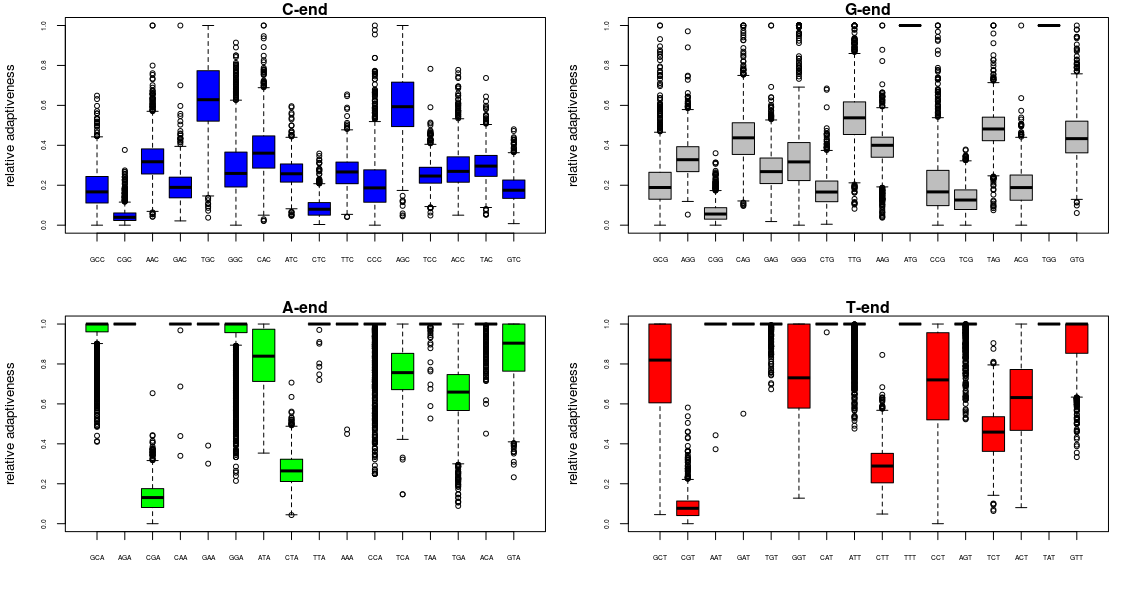 C-end
relative adaptiveness
0.0 0.2 0.4 0.6 0.8 1.0
GCC CGC AAC GAC TGC GGC CAC ATC CTC TTC CCC AGC TCC ACC TAC GTC
G-end
relative adaptiveness
0.0 0.2 0.4 0.6 0.8 1.0
GCG AGG CGG CAG GAG GGG CTG TTG AAG ATG CCG TCG TAG ACG TGG GTG
A-end
relative adaptiveness
0.0 0.2 0.4 0.6 0.8 1.0
GCA AGA CGA CAA GAA GGA ATA CTA TTA AAA CCA TCA TAA TGA ACA GTA
T-end
relative adaptiveness
0.0 0.2 0.4 0.6 0.8 1.0
GCT CGT AAT GAT TGT GGT CAT ATT CTT TTT CCT AGT TCT ACT TAT GTT